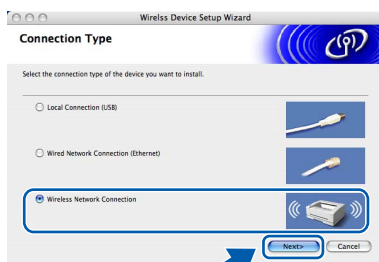 Wirelss Device Setup Wizard
Connection Type
Select the connection type of the device you want to install.
Local Connection (USB)
Wired Network Connection (Ethernet)
Wireless Network Connection
Next>
Cancel